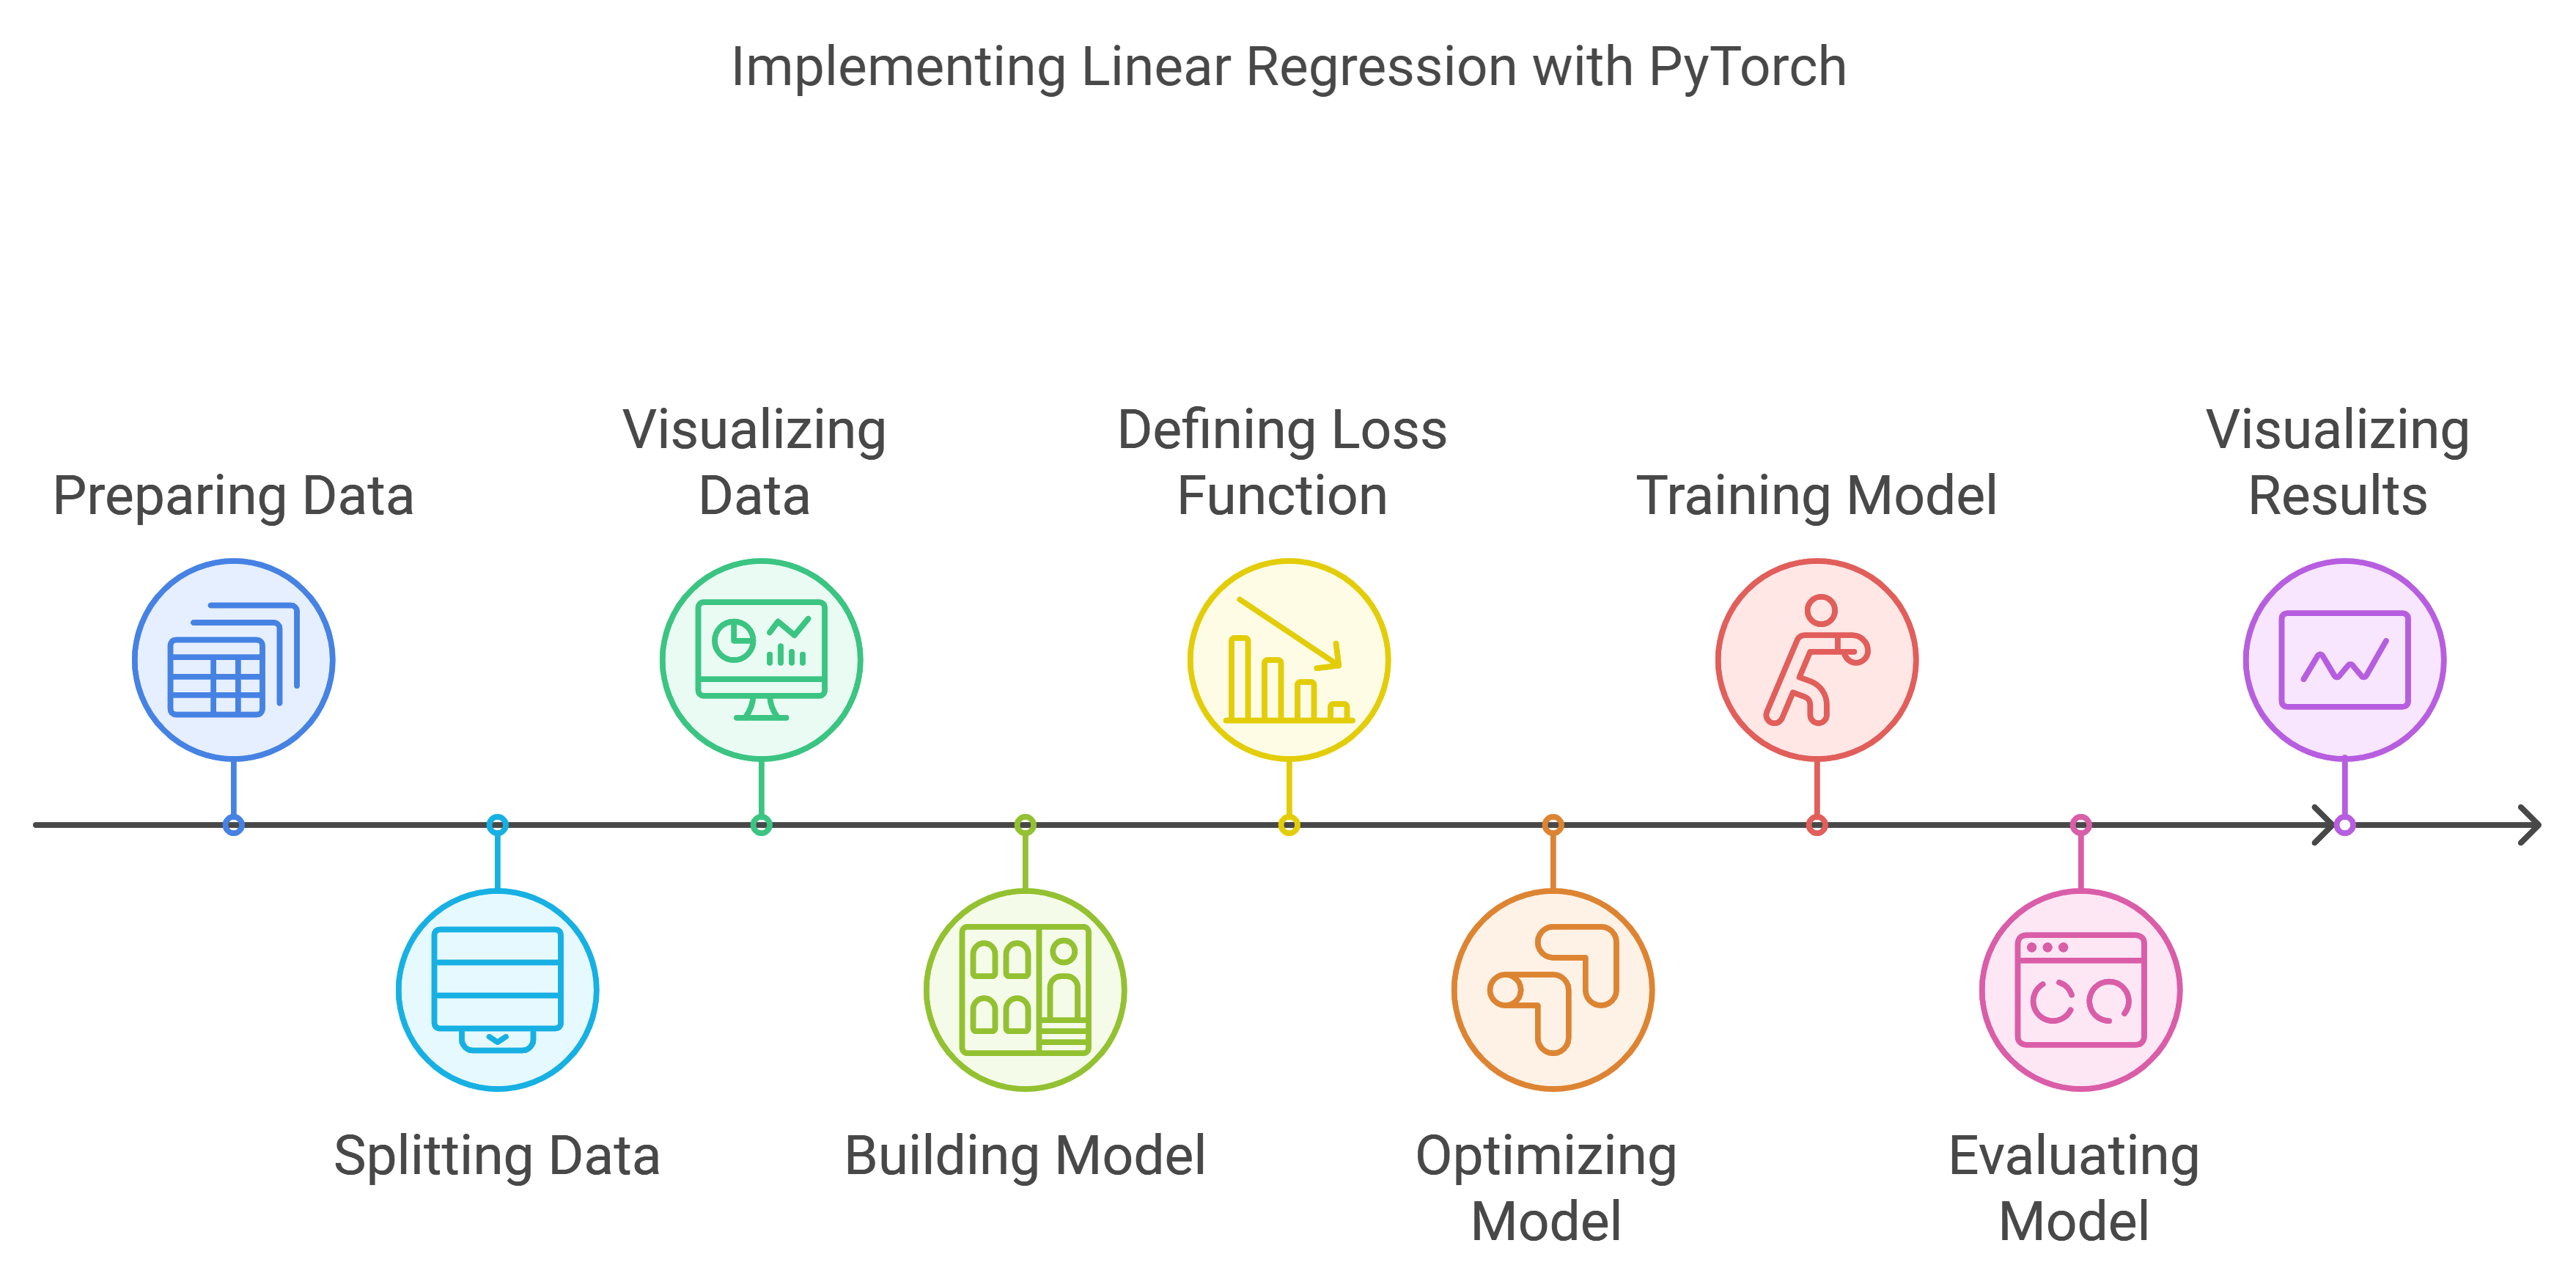 Implementing Linear Regression with PyTorch
Preparing Data
Splitting Data
Visualizing
Data
Building Model
Defining Loss
Function
Optimizing
Model
Training Model
Evaluating
Model
Visualizing
Results